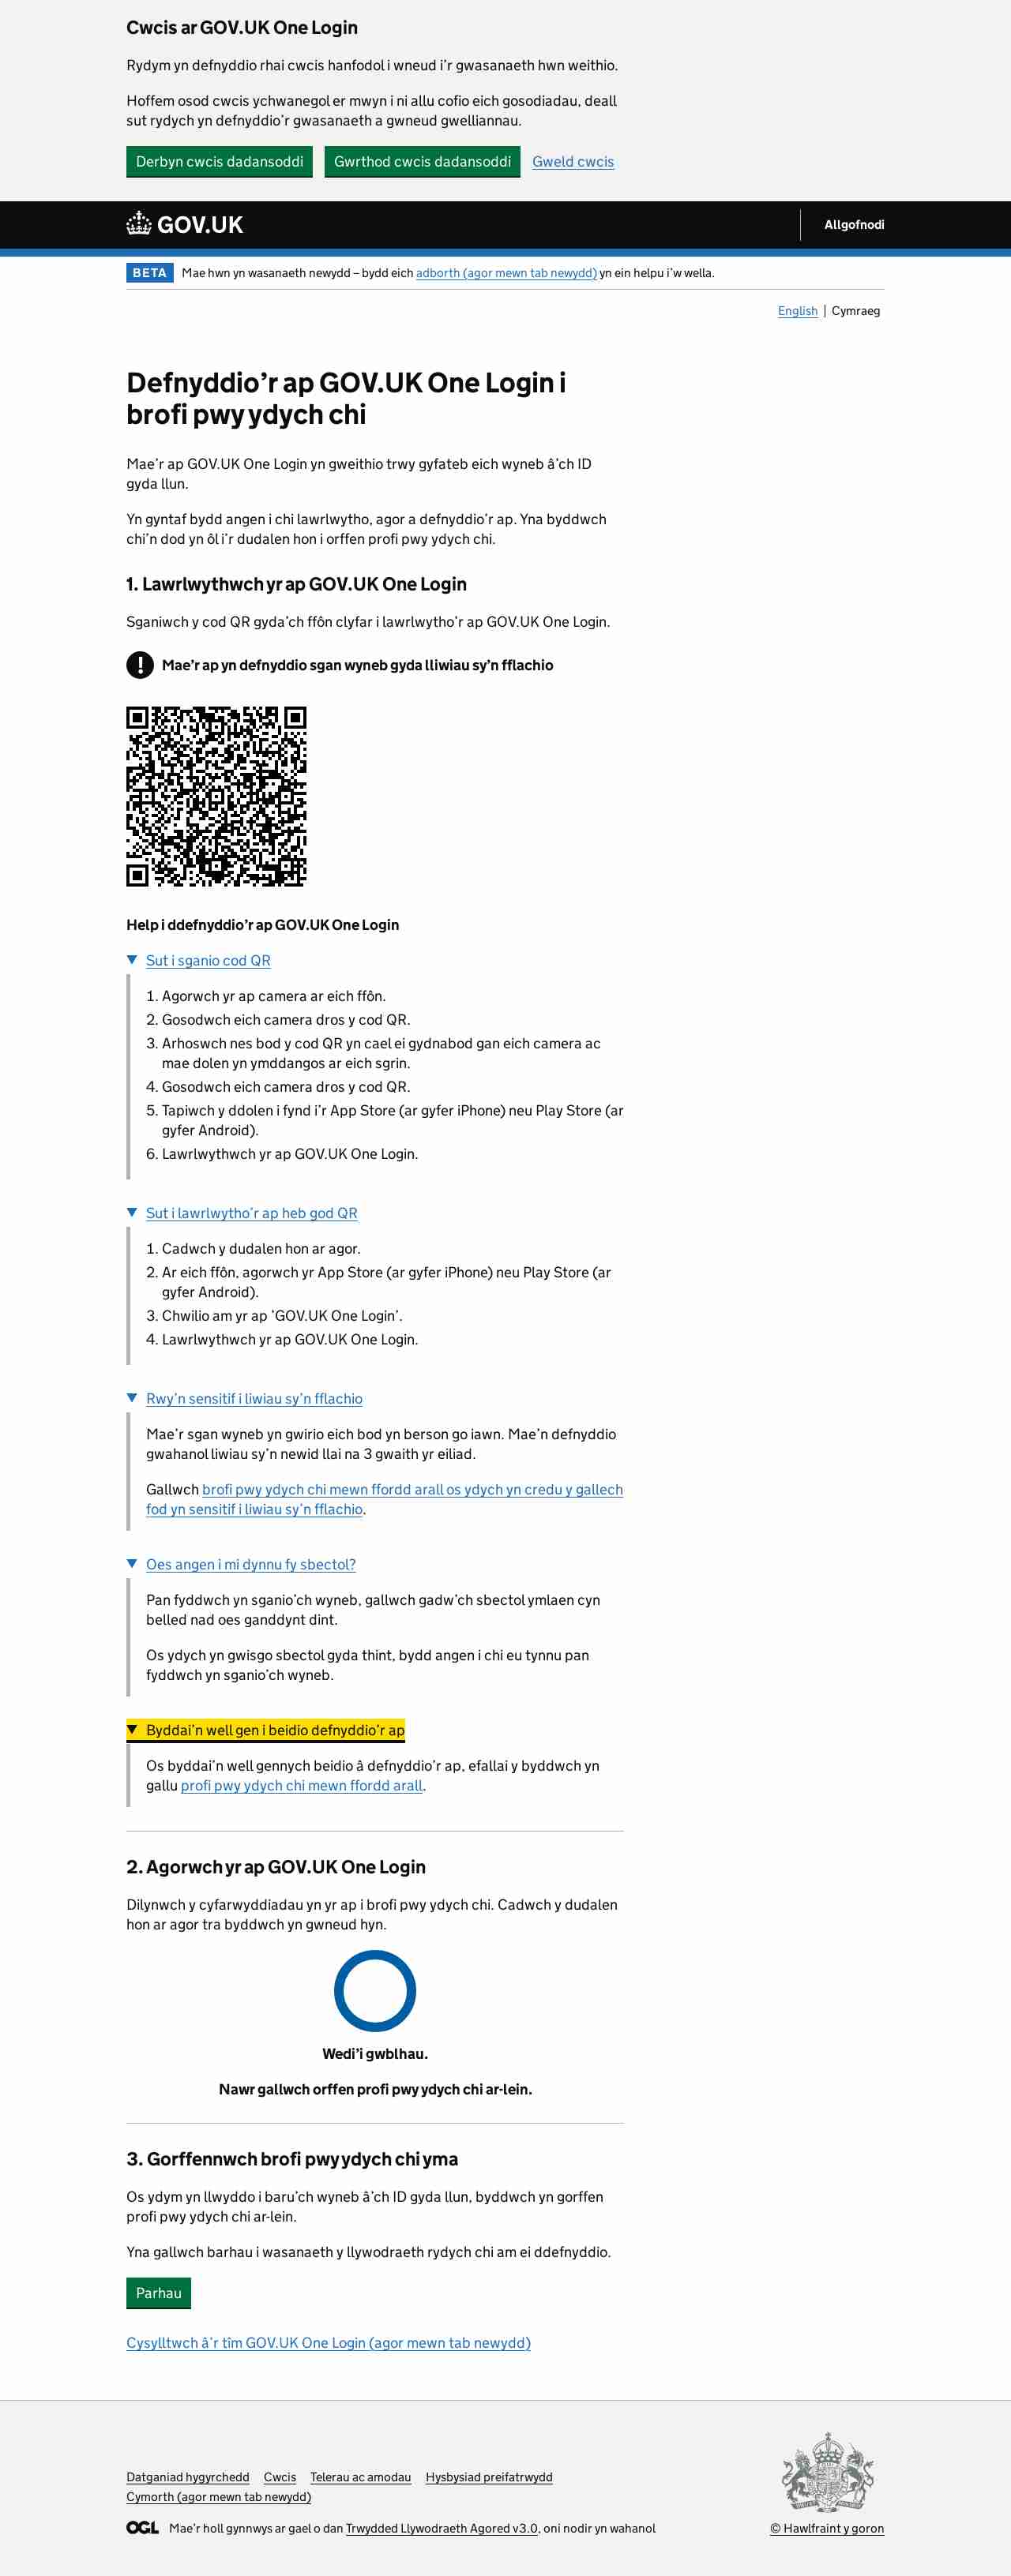 Cwcis ar GOV.UK One Login
Rydym yn defnyddio rhai cwcis hanfodol i wneud i’r gwasanaeth hwn weithio.
Hoffem osod cwcis ychwanegol er mwyn i ni allu cofio eich gosodiadau, deall
sut rydych yn defnyddio’r gwasanaeth a gwneud gwelliannau.
Derbyn cwcis dadansoddi Gwrthod cwcis dadansoddi Gweld cwcis
GOV.UK Allgofnodi
BETA Mae hwn yn wasanaeth newydd – bydd eich adborth (agor mewn tab newydd) yn ein helpu i’w wella.
English | Cymraeg
Defnyddio’r ap GOV.UK One Login i
brofi pwy ydych chi
Mae’r ap GOV.UK One Login yn gweithio trwy gyfateb eich wyneb â’ch ID
gyda llun.
Yn gyntaf bydd angen i chi lawrlwytho, agor a defnyddio’r ap. Yna byddwch
chi’n dod yn ôl i’r dudalen hon i orffen profi pwy ydych chi.
1. Lawrlwythwch yr ap GOV.UK One Login
Sganiwch y cod QR gyda’ch ffôn clyfar i lawrlwytho’r ap GOV.UK One Login.
! Mae’r ap yn defnyddio sgan wyneb gyda lliwiau sy’n fflachio
Help i ddefnyddio’r ap GOV.UK One Login
Sut i sganio cod QR
1. Agorwch yr ap camera ar eich ffôn.
2. Gosodwch eich camera dros y cod QR.
3. Arhoswch nes bod y cod QR yn cael ei gydnabod gan eich camera ac
mae dolen yn ymddangos ar eich sgrin.
4. Gosodwch eich camera dros y cod QR.
5. Tapiwch y ddolen i fynd i’r App Store (ar gyfer iPhone) neu Play Store (ar
gyfer Android).
6. Lawrlwythwch yr ap GOV.UK One Login.
Sut i lawrlwytho’r ap heb god QR
1. Cadwch y dudalen hon ar agor.
2. Ar eich ffôn, agorwch yr App Store (ar gyfer iPhone) neu Play Store (ar
gyfer Android).
3. Chwilio am yr ap ‘GOV.UK One Login’.
4. Lawrlwythwch yr ap GOV.UK One Login.
Rwy’n sensitif i liwiau sy’n fflachio
Mae’r sgan wyneb yn gwirio eich bod yn berson go iawn. Mae’n defnyddio
gwahanol liwiau sy’n newid llai na 3 gwaith yr eiliad.
Gallwch brofi pwy ydych chi mewn ffordd arall os ydych yn credu y gallech
fod yn sensitif i liwiau sy’n fflachio.
Oes angen i mi dynnu fy sbectol?
Pan fyddwch yn sganio’ch wyneb, gallwch gadw’ch sbectol ymlaen cyn
belled nad oes ganddynt dint.
Os ydych yn gwisgo sbectol gyda thint, bydd angen i chi eu tynnu pan
fyddwch yn sganio’ch wyneb.
Byddai’n well gen i beidio defnyddio’r ap
Os byddai’n well gennych beidio â defnyddio’r ap, efallai y byddwch yn
gallu profi pwy ydych chi mewn ffordd arall.
2. Agorwch yr ap GOV.UK One Login
Dilynwch y cyfarwyddiadau yn yr ap i brofi pwy ydych chi. Cadwch y dudalen
hon ar agor tra byddwch yn gwneud hyn.
Wedi’i gwblhau.
Nawr gallwch orffen profi pwy ydych chi ar-lein.
3. Gorffennwch brofi pwy ydych chi yma
Os ydym yn llwyddo i baru’ch wyneb â’ch ID gyda llun, byddwch yn gorffen
profi pwy ydych chi ar-lein.
Yna gallwch barhau i wasanaeth y llywodraeth rydych chi am ei ddefnyddio.
Parhau
Cysylltwch â’r tîm GOV.UK One Login (agor mewn tab newydd)
Datganiad hygyrchedd Cwcis Telerau ac amodau Hysbysiad preifatrwydd
Cymorth (agor mewn tab newydd)
OGL Mae’r holl gynnwys ar gael o dan Trwydded Llywodraeth Agored v3.0, oni nodir yn wahanol
© Hawlfraint y goron